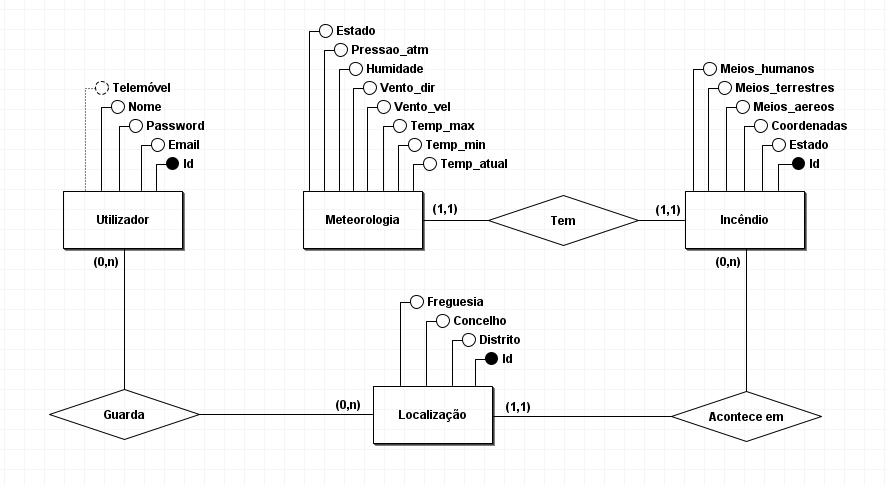 Estado
Pressao_atm
Humidade
Vento_dir
Vento_vel
Temp_max
Temp_min
Temp_atual
Telemóvel
Nome
Password
Email
Id
Meios_humanos
Meios_terrestres
Meios_aereos
Coordenadas
Estado
Id
Utilizador
Meteorologia
(1,1)
Tem
(1,1)
Incêndio
(0,n)
(0,n)
Freguesia
Concelho
Distrito
Id
Guarda
(0,n)
Localização
(1,1)
Acontece em